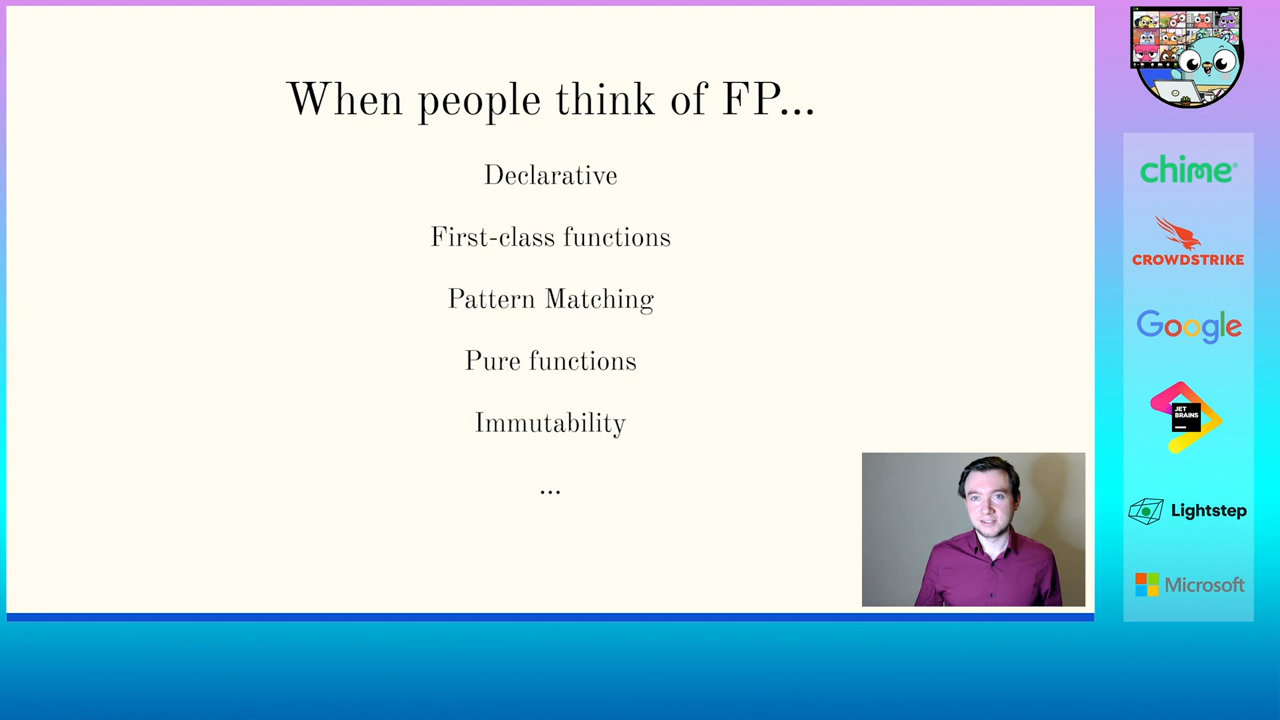 When people think of FP...
Declarative
First-class functions
Pattern Matching
Pure functions
Immutability
...
chime®
CROWDSTRIKE
Google
JET
BRAINS
Lightstep
Microsoft